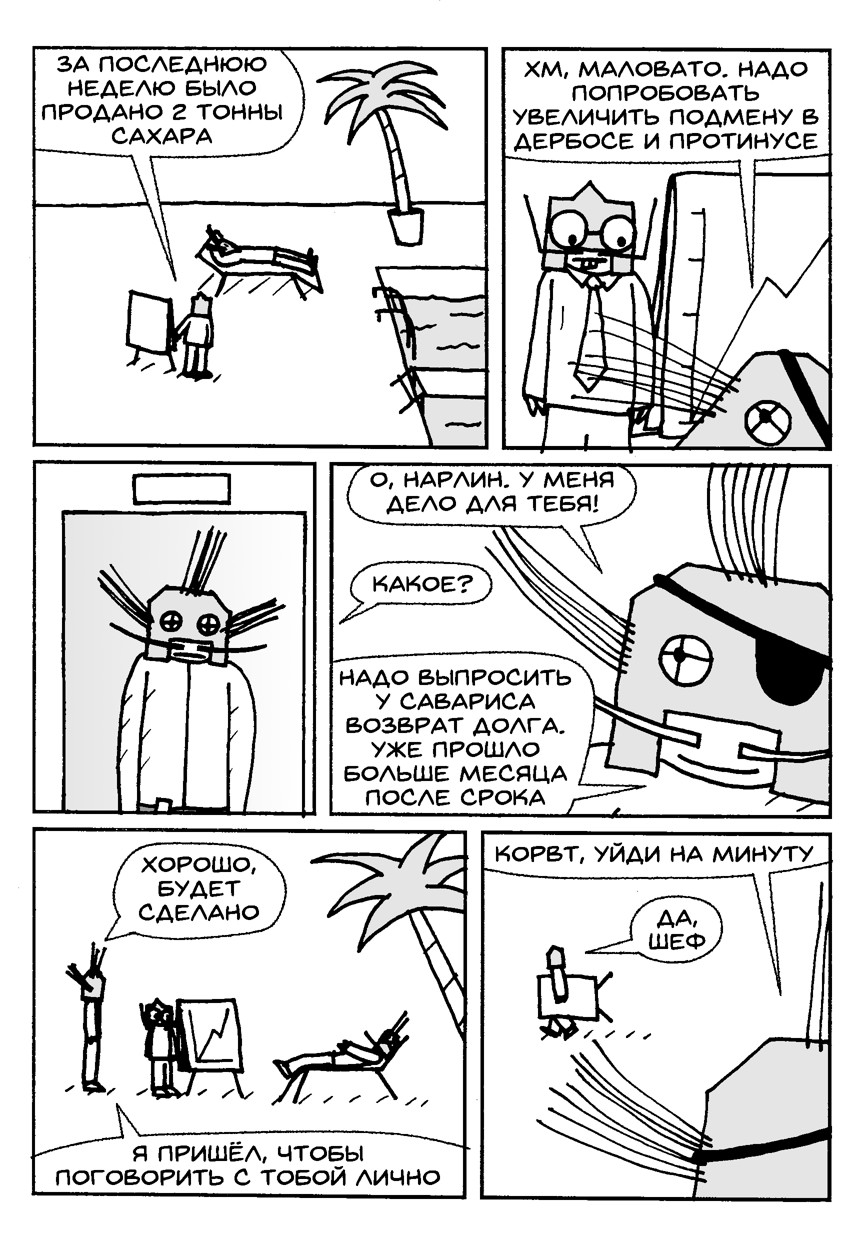 ЗА ПОСЛЕДНЮЮ
НЕДЕЛЮ БЫЛО
ПРОДАНО 2 ТОННЫ
САХАРА
ХМ, МАЛОВАТО. НАДО
ПОПРОБОВАТЬ
УВЕЛИЧИТЬ ПОДМЕНУ В
ДЕРБОСЕ И ПРОТИНУСЕ
О, НАРЛИН. У МЕНЯ
ДЕЛО ДЛЯ ТЕБЯ!
КАКОЕ?
НАДО ВЫПРОСИТЬ
У САВАРИСА
ВОЗВРАТ ДОЛГА.
УЖЕ ПРОШЛО
БОЛЬШЕ МЕСЯЦА
ПОСЛЕ СРОКА
ХОРОШО,
БУДЕТ
СДЕЛАНО
Я ПРИШЁЛ, ЧТОБЫ
ПОГОВОРИТЬ С ТОБОЙ ЛИЧНО
КОРВТ, УЙДИ НА МИНУТУ
ДА,
ШЕФ